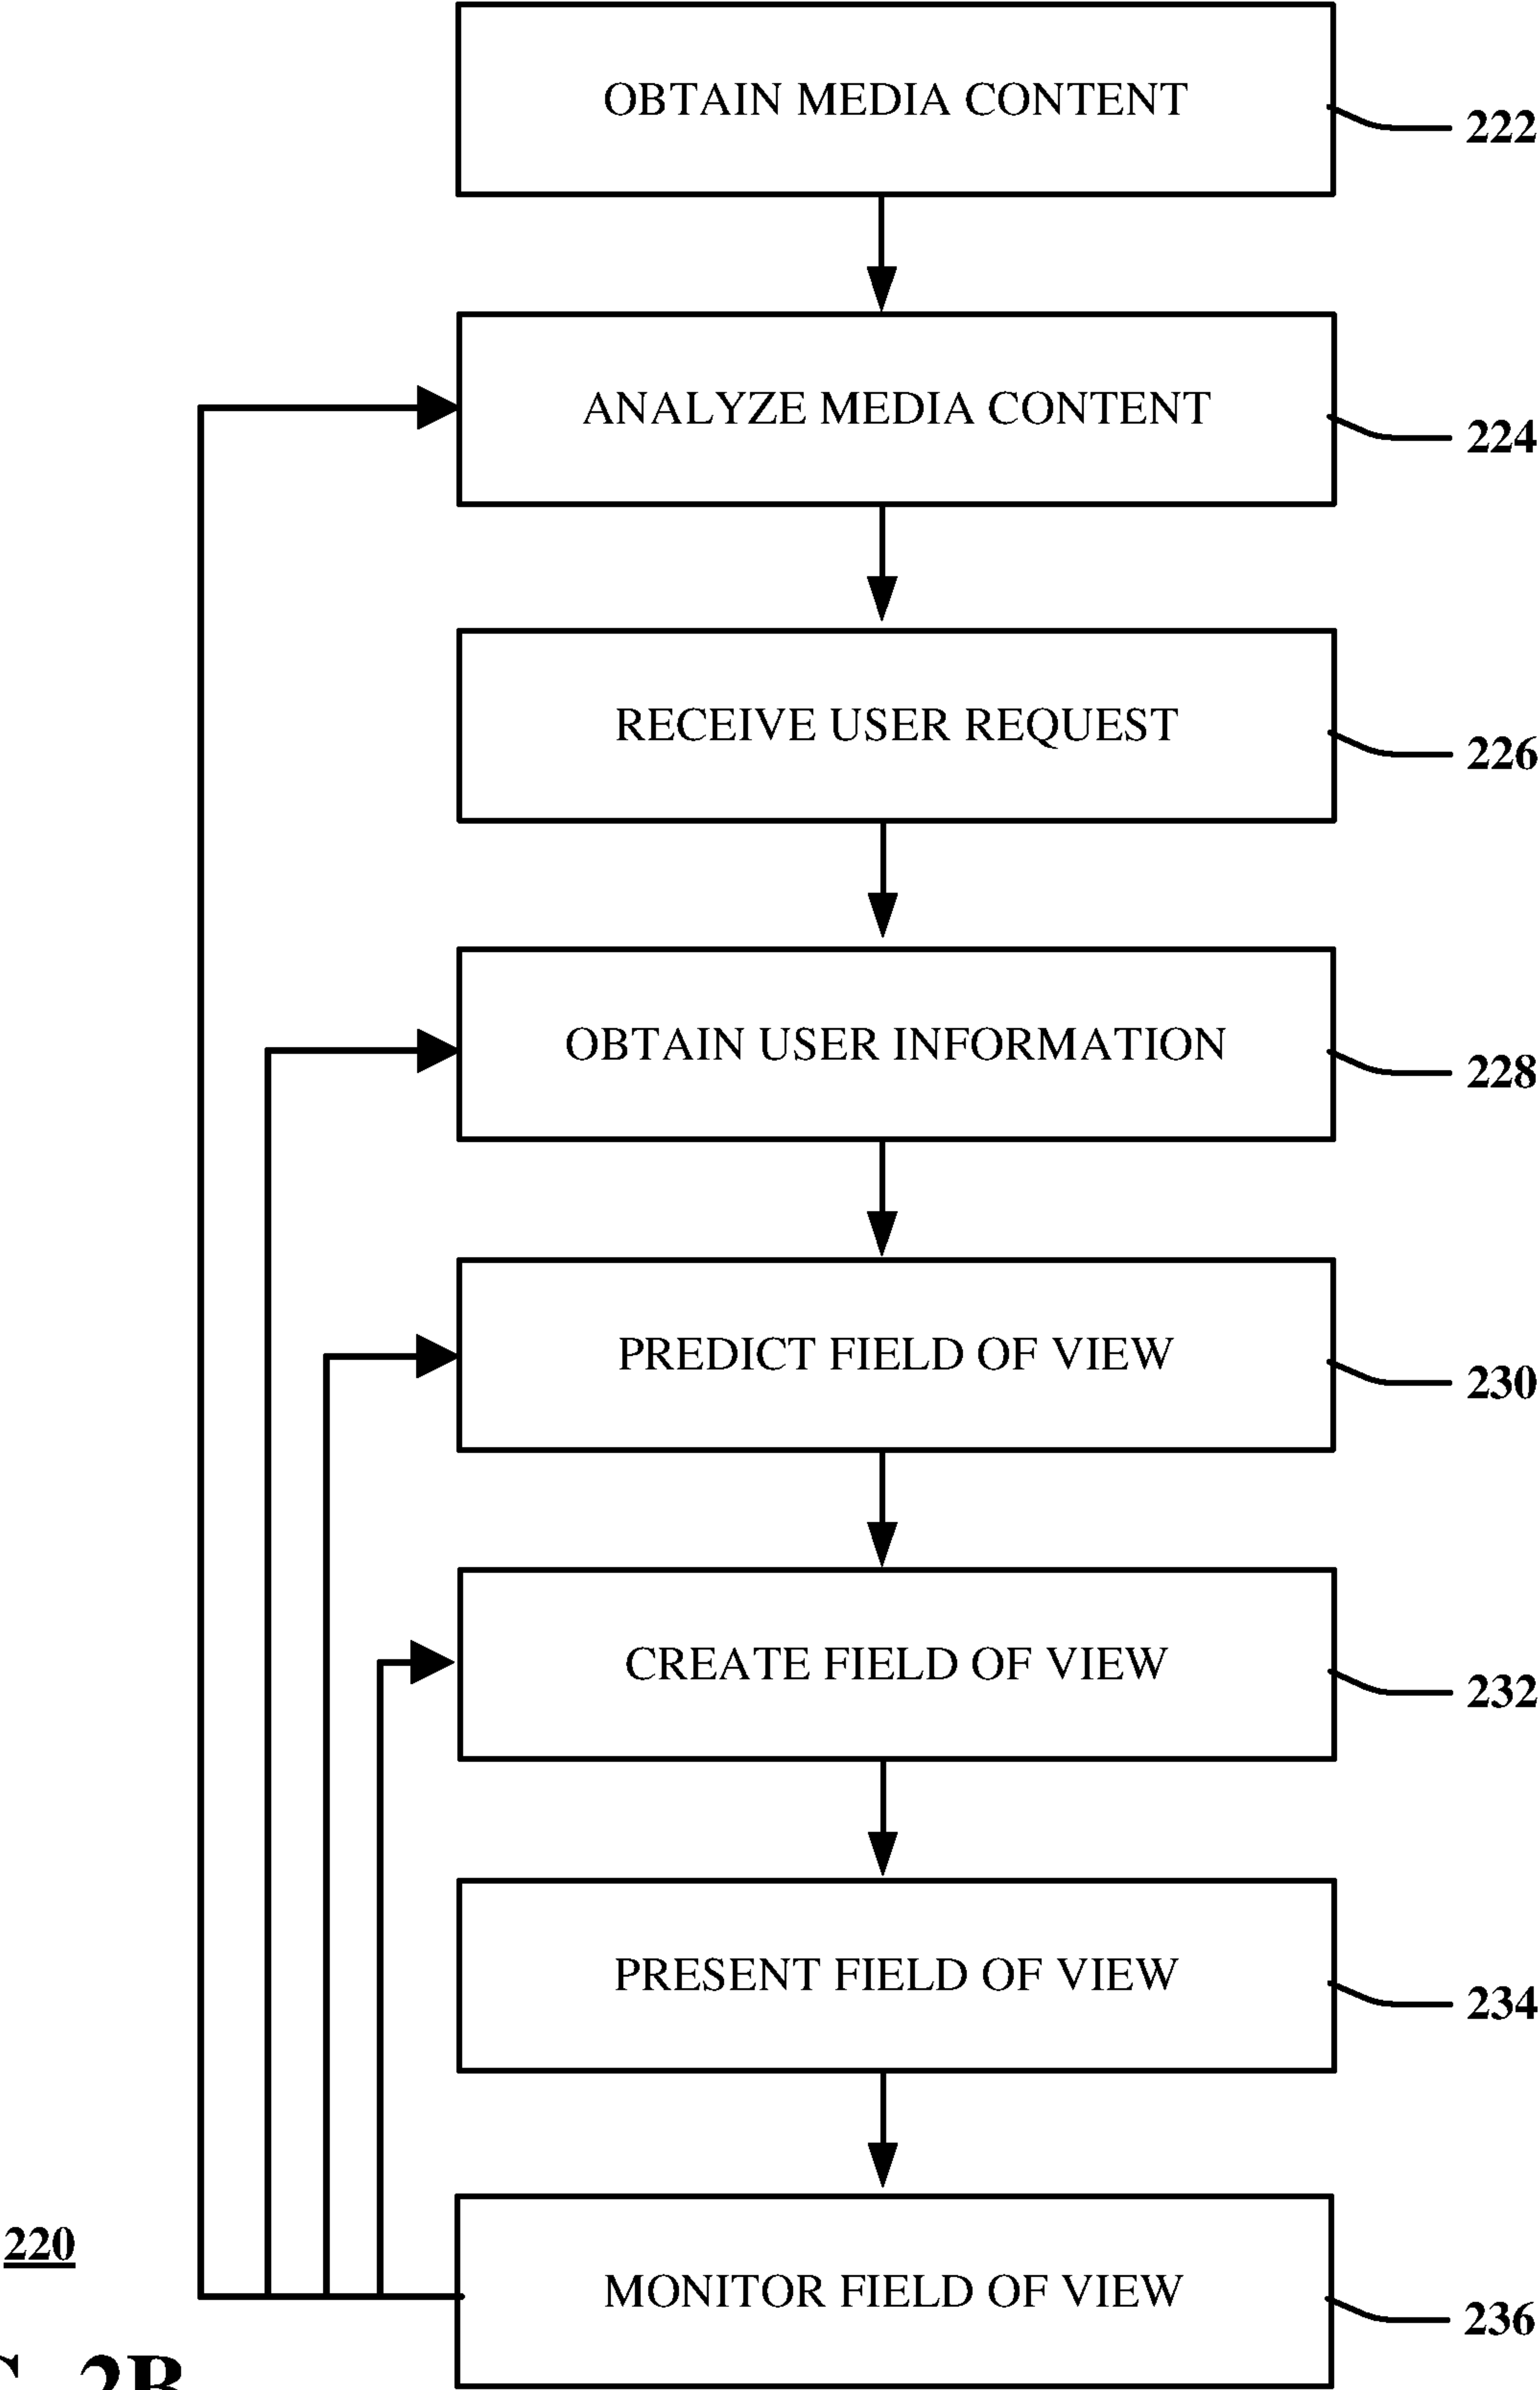 OBTAIN MEDIA CONTENT
222
ANALYZE MEDIA CONTENT
224
RECEIVE USER REQUEST
226
OBTAIN USER INFORMATION
228
PREDICT FIELD OF VIEW
230
CREATE FIELD OF VIEW
232
PRESENT FIELD OF VIEW
234
220
MONITOR FIELD OF VIEW
236
2B